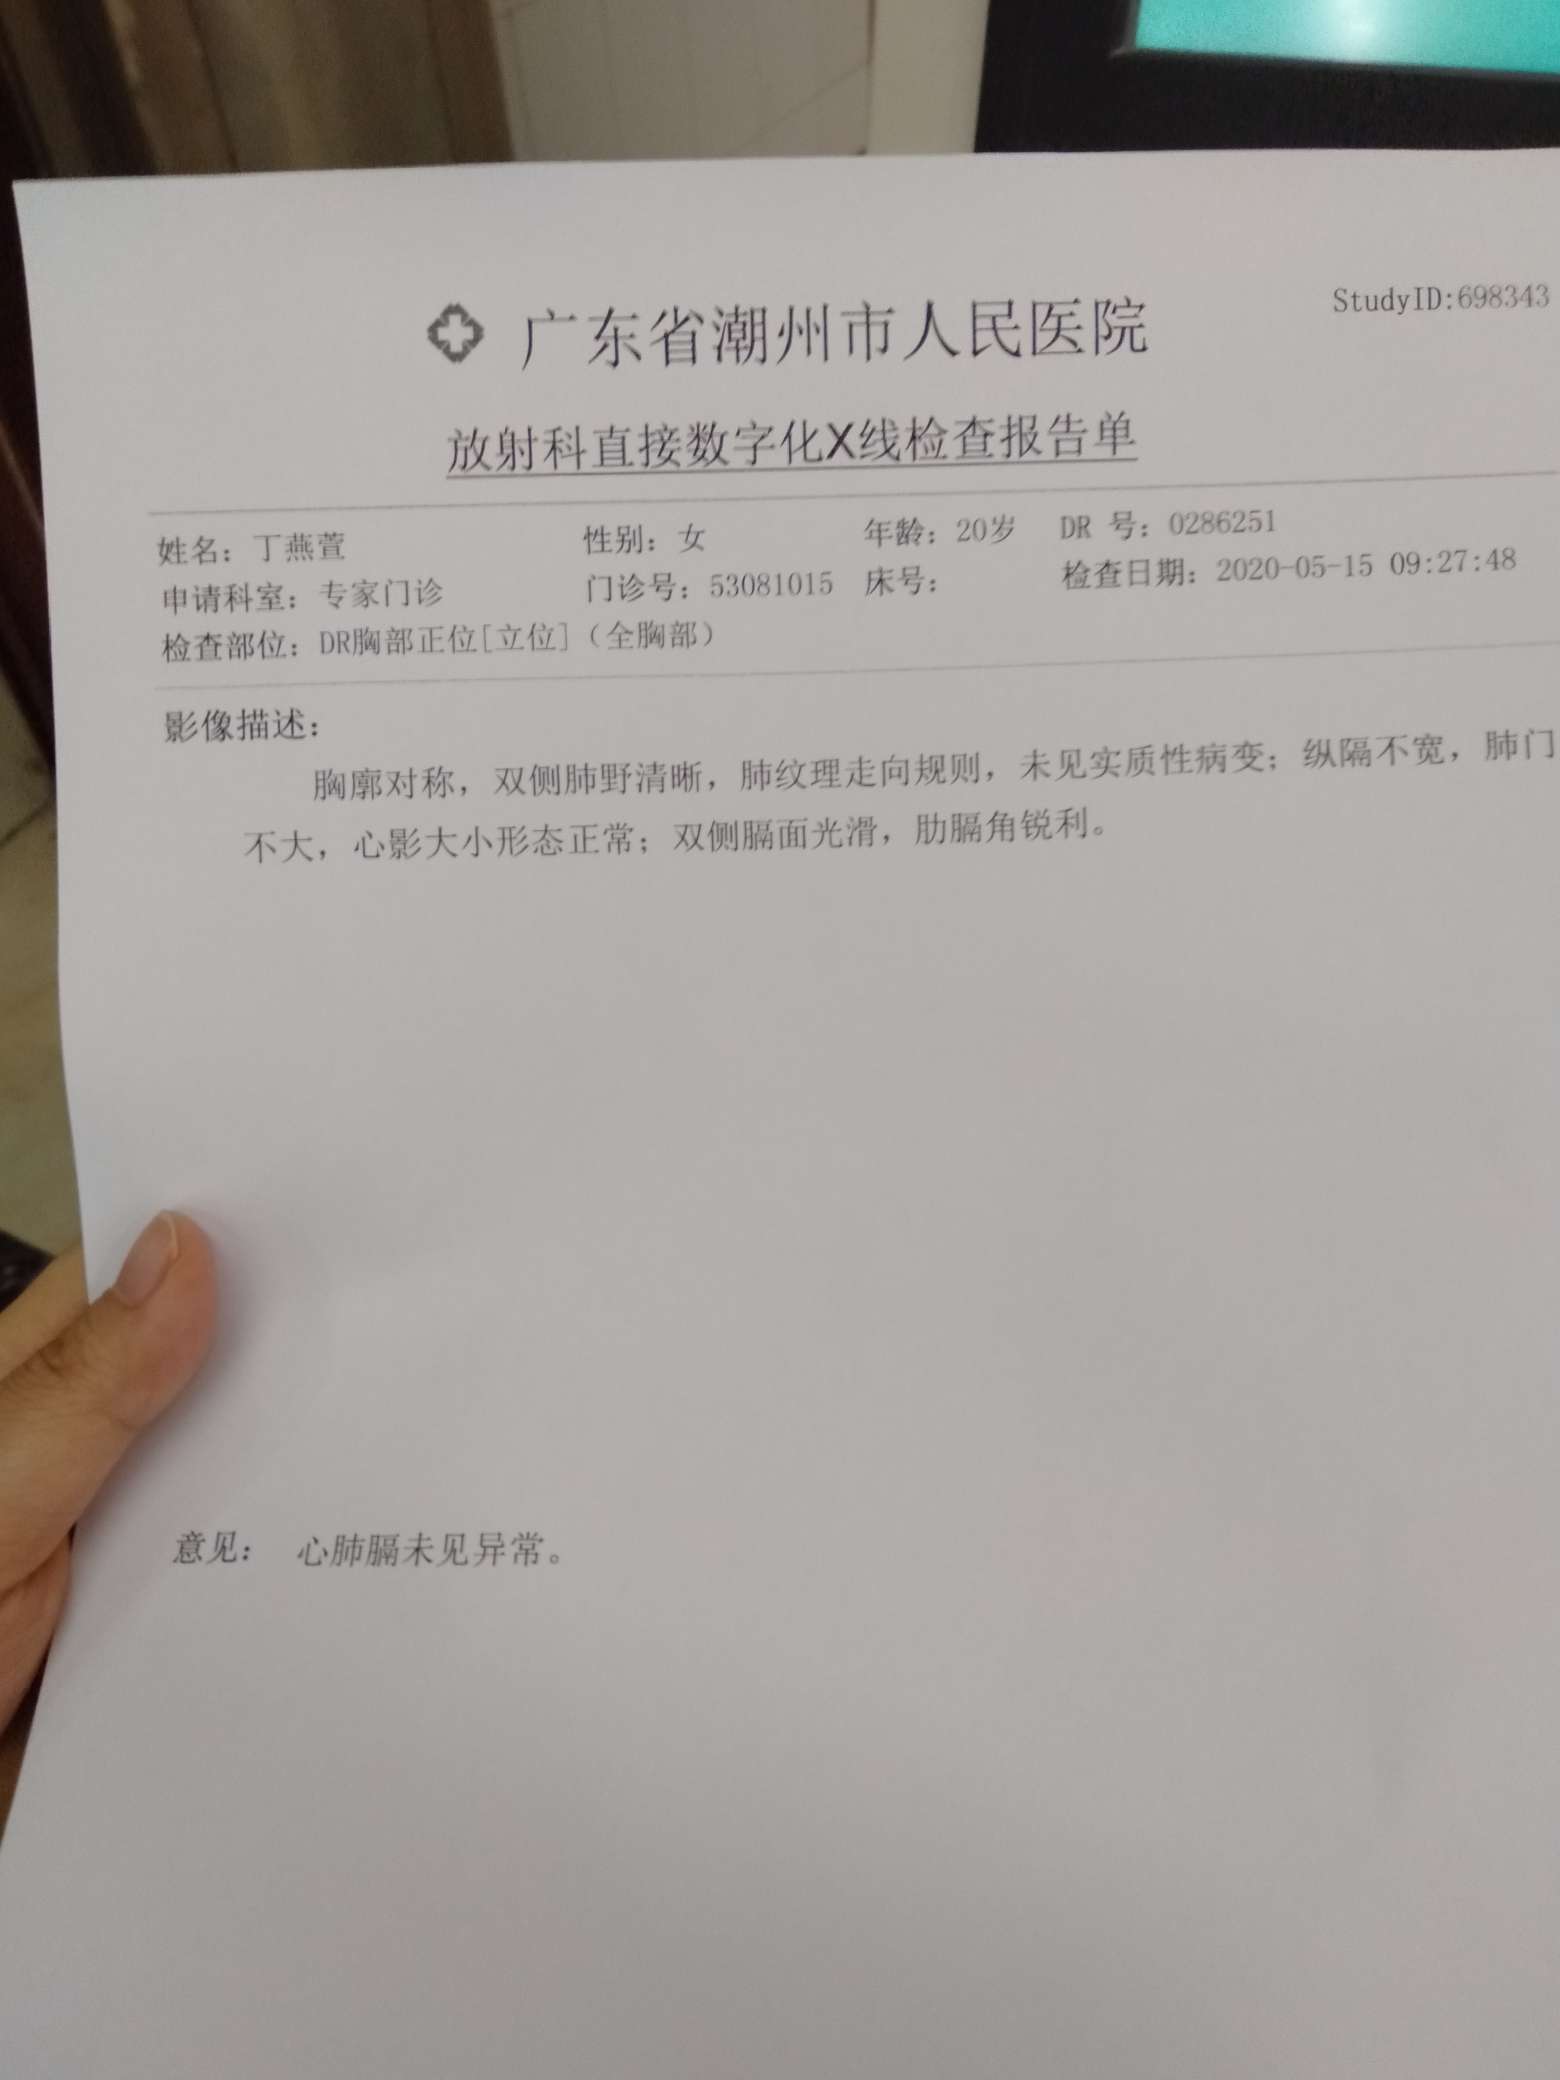 StudyID:698343
广东省潮州市人民医院
放射科直接数字化X线检查报告单
姓名：丁燕萱 性别：女 年龄：20岁 DR 号：0286251
申请科室：专家门诊 门诊号：53081015 床号： 检查日期：2020-05-15 09:27:48
检查部位：DR胸部正位[立位]（全胸部）
影像描述：
胸廓对称，双侧肺野清晰，肺纹理走向规则，未见实质性病变；纵隔不宽，肺门
不大，心影大小形态正常；双侧膈面光滑，肋膈角锐利。
意见： 心肺膈未见异常。